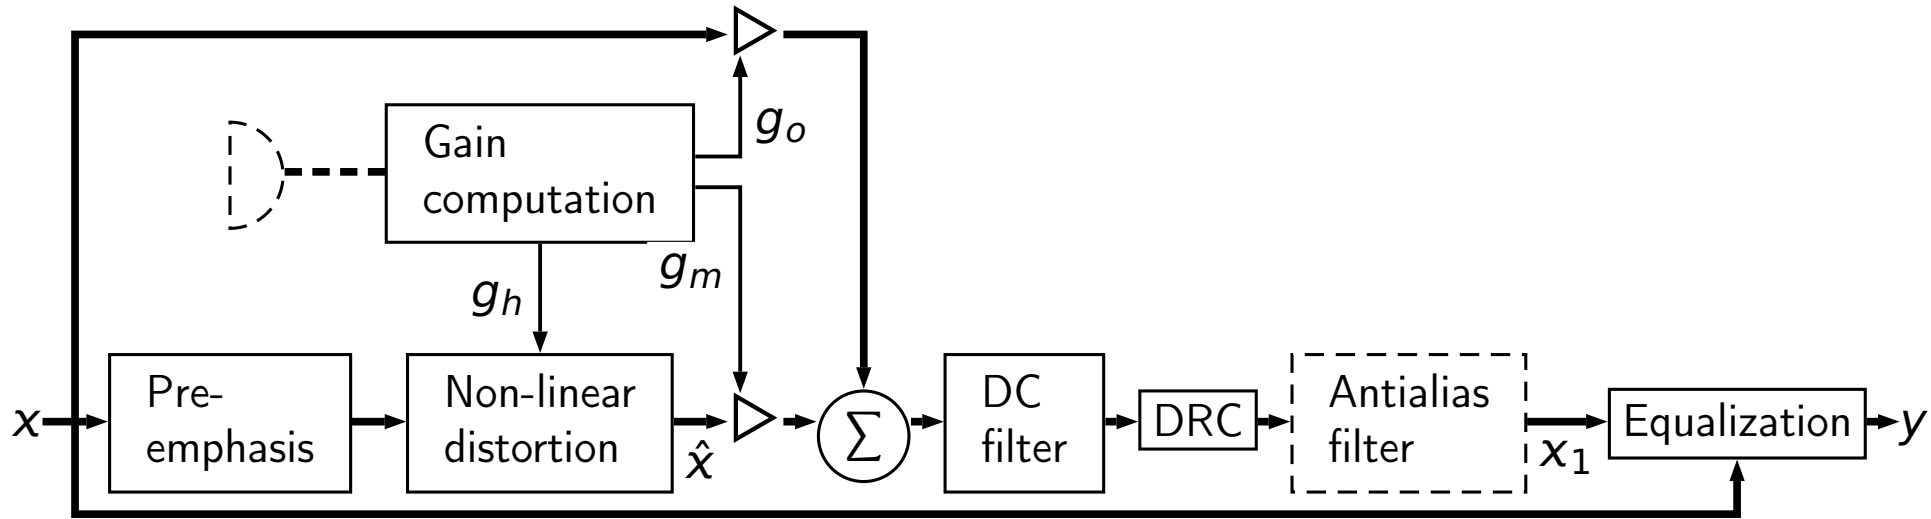 g_o
Gain
computation
g_m
g_h
x
Pre-
emphasis
Non-linear
distortion
x̂
Σ
DC
filter
DRC
Antialias
filter
x_1
Equalization
y